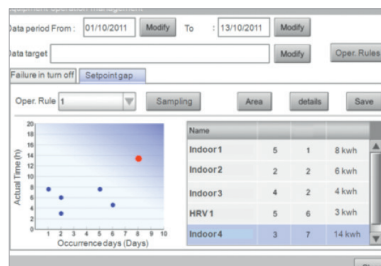 Equipment operation management
Data period From : 01/10/2011 Modify To : 13/10/2011 Modify
Data target Modify Oper. Rules
Failure in turn off Setpoint gap
Oper. Rule 1 Sampling Area details Save
Actual Time (h)
20
18
16
14
12
10
8
6
4
2
0
1 2 3 4 5 6 7 8 9 10
Occurrence days (Days)
Name
Indoor1 5 1 8 kwh
Indoor2 2 2 6 kwh
Indoor3 4 2 4 kwh
HRV1 5 6 3 kwh
Indoor4 3 7 14 kwh